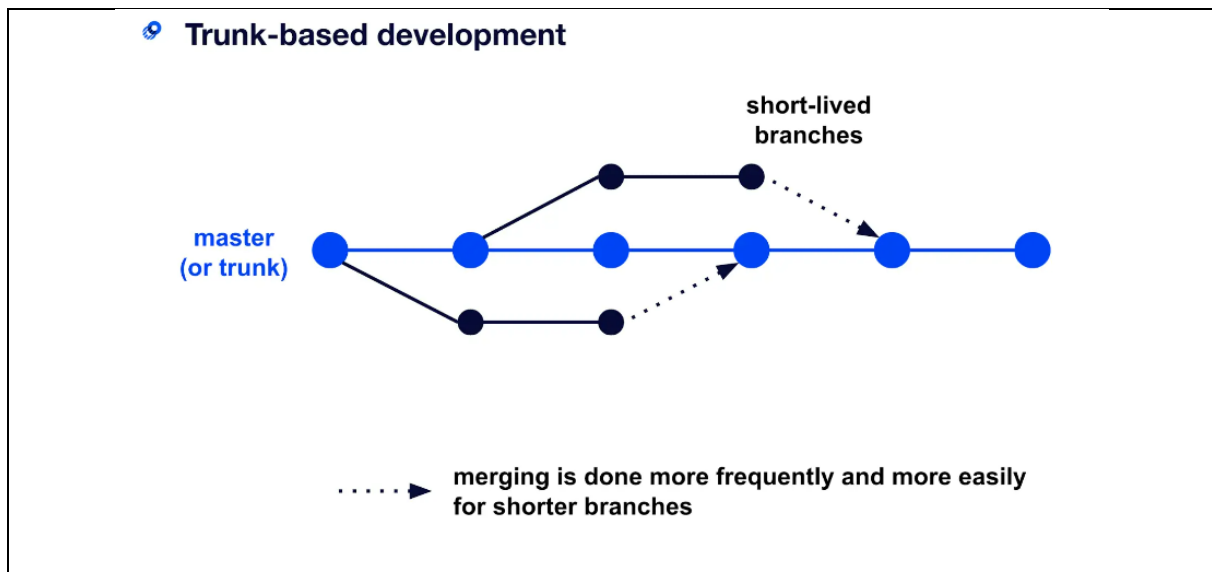 Trunk-based development
short-lived
branches
master
(or trunk)
merging is done more frequently and more easily
for shorter branches